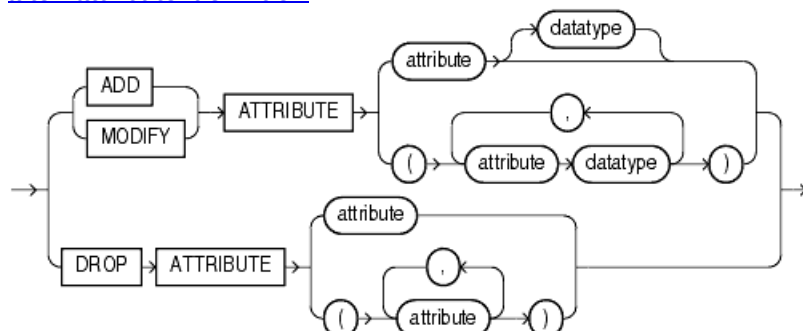 datatype
attribute
ADD
ATTRIBUTE
MODIFY
,
( attribute datatype )
attribute
DROP ATTRIBUTE
,
( attribute )